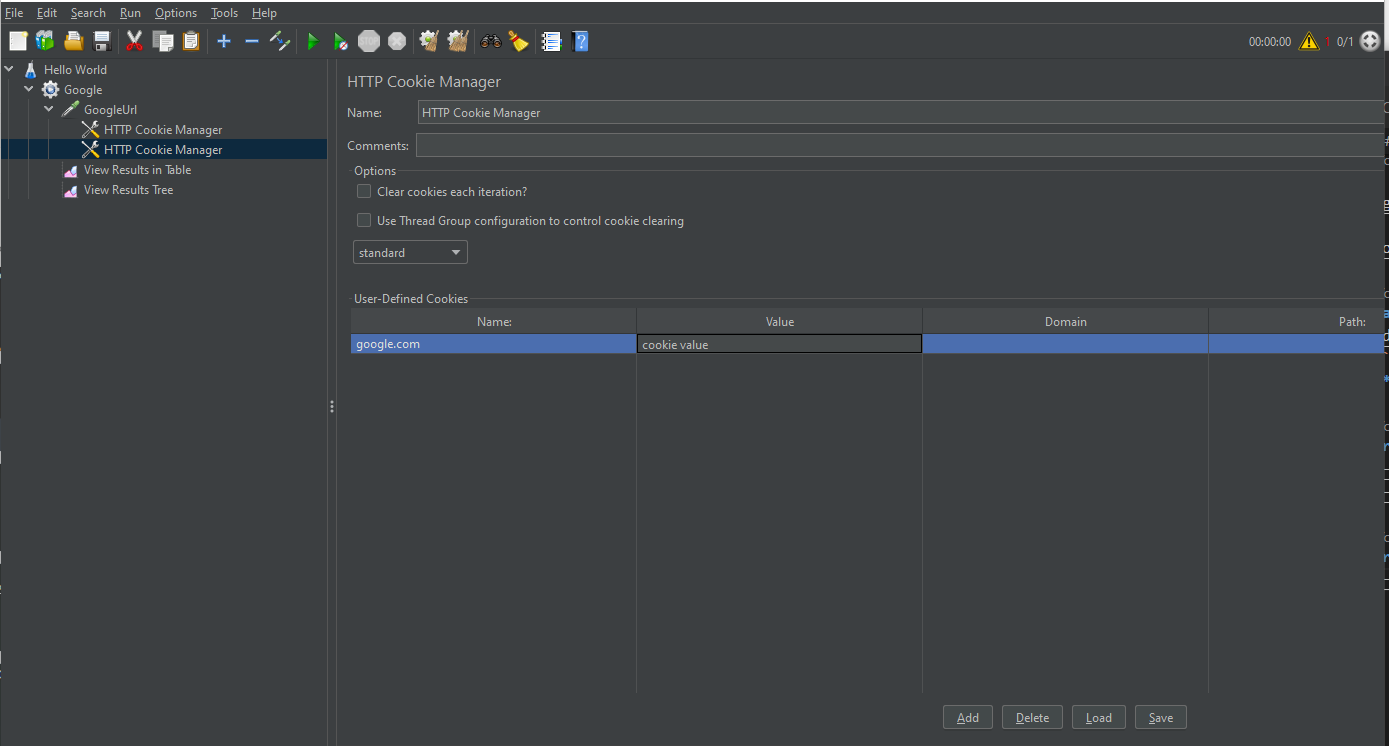 File Edit Search Run Options Tools Help
STOP
00:00:00 1 0/1
Hello World
Google
GoogleUrl
HTTP Cookie Manager
HTTP Cookie Manager
View Results in Table
View Results Tree
HTTP Cookie Manager
Name: HTTP Cookie Manager
Comments:
Options
Clear cookies each iteration?
Use Thread Group configuration to control cookie clearing
standard
User-Defined Cookies
Name: Value Domain Path:
google.com cookie value
Add Delete Load Save